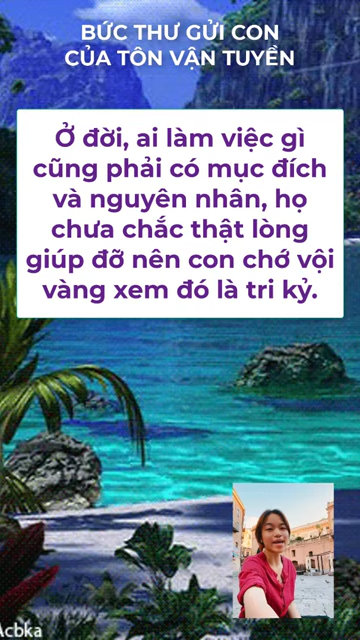 BỨC THƯ GỬI CON
CỦA TÔN VẬN TUYỀN
Ở đời, ai làm việc gì
cũng phải có mục đích
và nguyên nhân, họ
chưa chắc thật lòng
giúp đỡ nên con chớ vội
vàng xem đó là tri kỷ.
Acbka